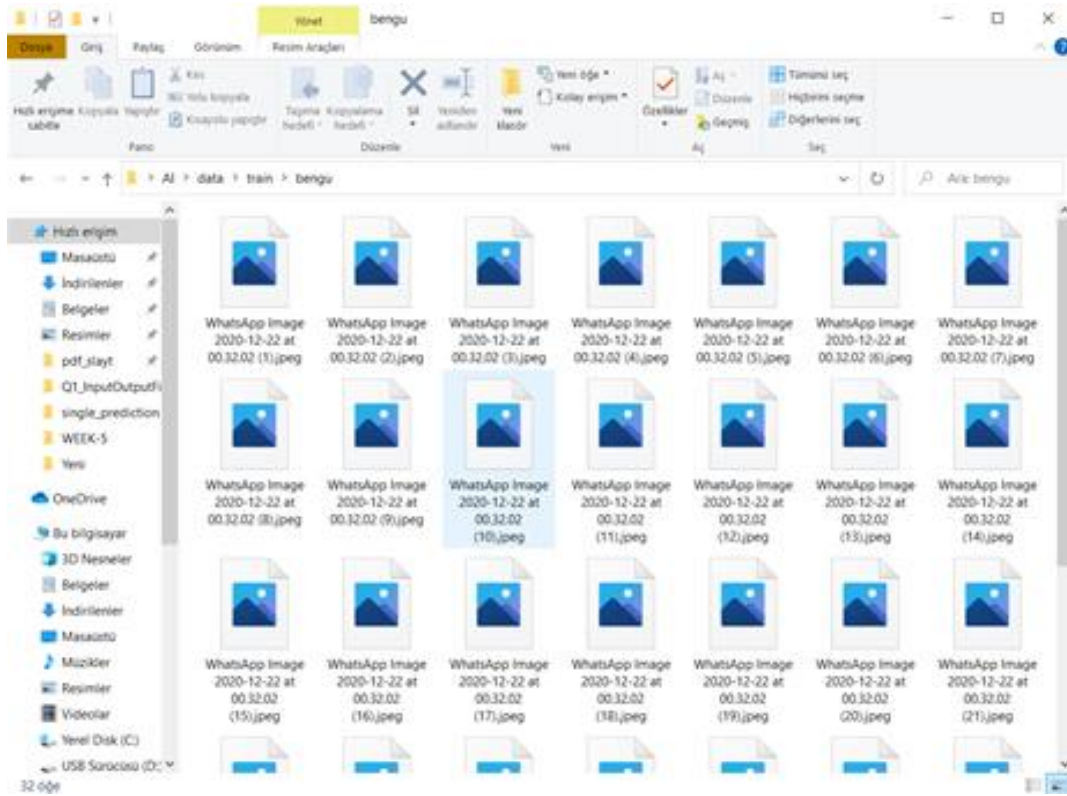 Yönet
bengu
Dosya Giriş Paylaş Görünüm Resim Araçları
Hızlı erişime sabitle
Kopyala
Yapıştır
Kes
Yolu kopyala
Kısayolu yapıştır
Taşıma hedefi
Kopyalama hedefi
Sil
Yeniden adlandır
Yeni klasör
Yeni öğe
Kolay erişim
Özellikler
Aç
Düzenle
Geçmiş
Tümünü seç
Hiçbirini seçme
Diğerlerini seç
Pano
Düzenle
Yeni
Aç
Seç
AI > data > train > bengu
Ara: bengu
Hızlı erişim
Masaüstü
İndirilenler
Belgeler
Resimler
pdf_slayt
Q1_InputOutputFi
single_prediction
WEEK-5
Yeni
OneDrive
Bu bilgisayar
3D Nesneler
Belgeler
İndirilenler
Masaüstü
Müzikler
Resimler
Videolar
Yerel Disk (C:)
USB Sürücüsü (D:
WhatsApp Image
2020-12-22 at
00.32.02 (1).jpeg
WhatsApp Image
2020-12-22 at
00.32.02 (2).jpeg
WhatsApp Image
2020-12-22 at
00.32.02 (3).jpeg
WhatsApp Image
2020-12-22 at
00.32.02 (4).jpeg
WhatsApp Image
2020-12-22 at
00.32.02 (5).jpeg
WhatsApp Image
2020-12-22 at
00.32.02 (6).jpeg
WhatsApp Image
2020-12-22 at
00.32.02 (7).jpeg
WhatsApp Image
2020-12-22 at
00.32.02 (8).jpeg
WhatsApp Image
2020-12-22 at
00.32.02 (9).jpeg
WhatsApp Image
2020-12-22 at
00.32.02
(10).jpeg
WhatsApp Image
2020-12-22 at
00.32.02
(11).jpeg
WhatsApp Image
2020-12-22 at
00.32.02
(12).jpeg
WhatsApp Image
2020-12-22 at
00.32.02
(13).jpeg
WhatsApp Image
2020-12-22 at
00.32.02
(14).jpeg
WhatsApp Image
2020-12-22 at
00.32.02
(15).jpeg
WhatsApp Image
2020-12-22 at
00.32.02
(16).jpeg
WhatsApp Image
2020-12-22 at
00.32.02
(17).jpeg
WhatsApp Image
2020-12-22 at
00.32.02
(18).jpeg
WhatsApp Image
2020-12-22 at
00.32.02
(19).jpeg
WhatsApp Image
2020-12-22 at
00.32.02
(20).jpeg
WhatsApp Image
2020-12-22 at
00.32.02
(21).jpeg
32 öğe